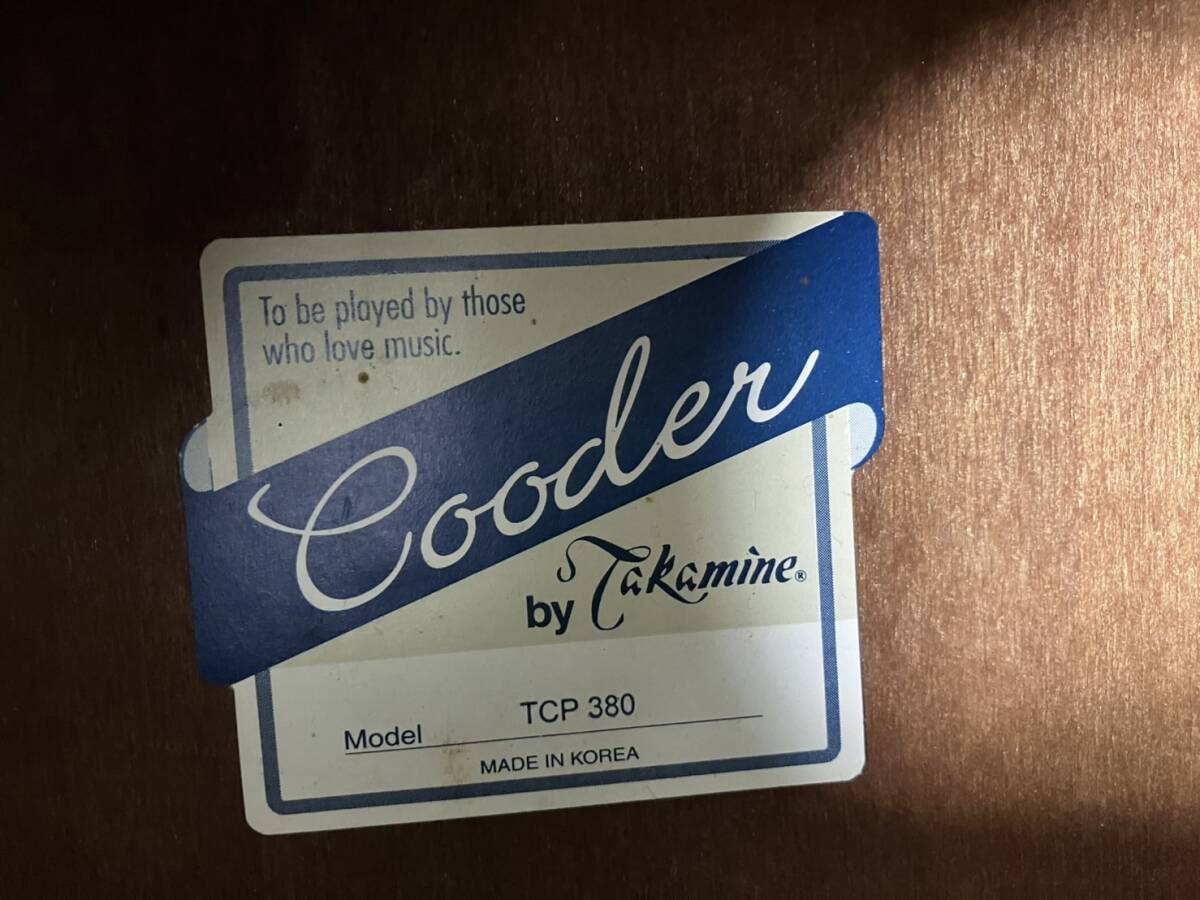 To be played by those
who love music.
Cooder
by Takamine®
Model TCP 380
MADE IN KOREA